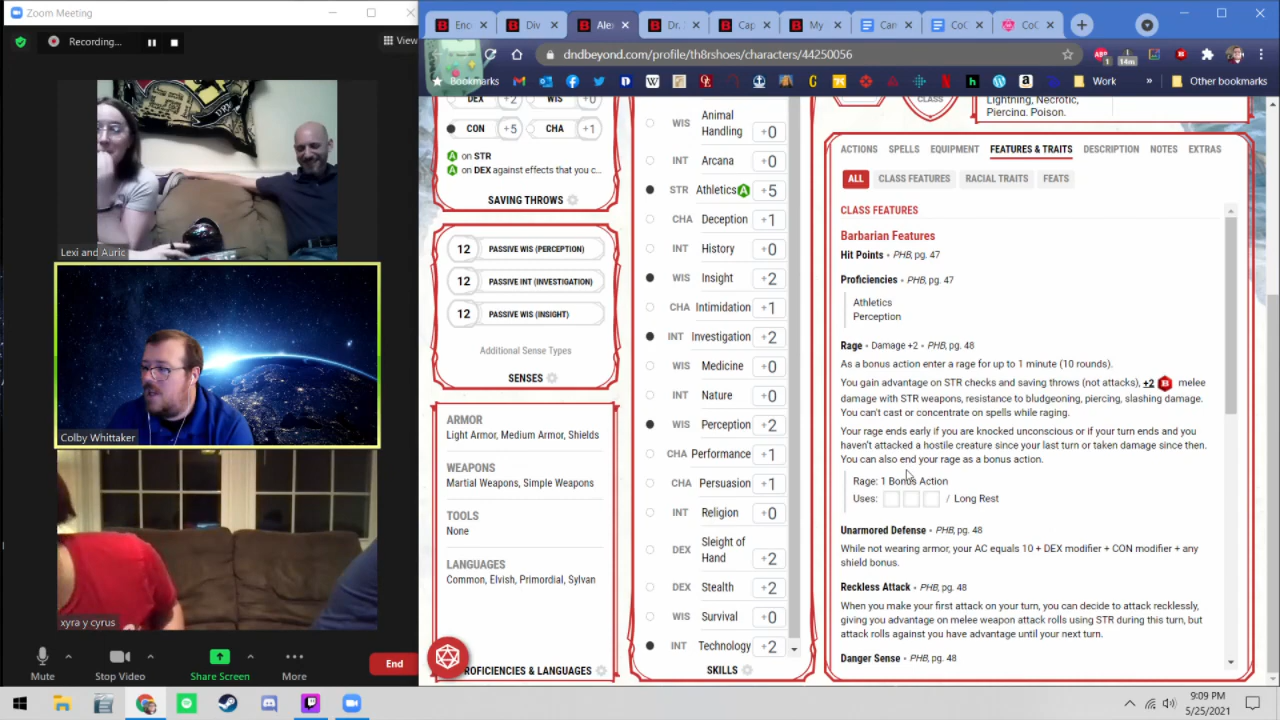 Zoom Meeting
Recording...
View
Lexi and Auric
Colby Whittaker
xyra y cyrus
Mute
Stop Video
Share Screen
More
End
Enc
Div
Ale
Dr.
Cap
My
Can
CoC
CoC
dndbeyond.com/profile/th8rshoes/characters/44250056
1
14m
Bookmarks
Work
»
Other bookmarks
DEX +2 WIS +0
CON +5 CHA +1
on STR
on DEX against effects that you c...
SAVING THROWS
12 PASSIVE WIS (PERCEPTION)
12 PASSIVE INT (INVESTIGATION)
12 PASSIVE WIS (INSIGHT)
Additional Sense Types
SENSES
ARMOR
Light Armor, Medium Armor, Shields
WEAPONS
Martial Weapons, Simple Weapons
TOOLS
None
LANGUAGES
Common, Elvish, Primordial, Sylvan
PROFICIENCIES & LANGUAGES
WIS Animal Handling +0
INT Arcana +0
STR Athletics A +5
CHA Deception +1
INT History +0
WIS Insight +2
CHA Intimidation +1
INT Investigation +2
WIS Medicine +0
INT Nature +0
WIS Perception +2
CHA Performance +1
CHA Persuasion +1
INT Religion +0
DEX Sleight of Hand +2
DEX Stealth +2
WIS Survival +0
INT Technology +2
SKILLS
CLASS
Lightning, Necrotic,
Piercing, Poison,
ACTIONS SPELLS EQUIPMENT FEATURES & TRAITS DESCRIPTION NOTES EXTRAS
ALL CLASS FEATURES RACIAL TRAITS FEATS
CLASS FEATURES
Barbarian Features
Hit Points • PHB, pg. 47
Proficiencies • PHB, pg. 47
Athletics
Perception
Rage • Damage +2 • PHB, pg. 48
As a bonus action enter a rage for up to 1 minute (10 rounds).
You gain advantage on STR checks and saving throws (not attacks), +2 B melee
damage with STR weapons, resistance to bludgeoning, piercing, slashing damage.
You can't cast or concentrate on spells while raging.
Your rage ends early if you are knocked unconscious or if your turn ends and you
haven't attacked a hostile creature since your last turn or taken damage since then.
You can also end your rage as a bonus action.
Rage: 1 Bonus Action
Uses: / Long Rest
Unarmored Defense • PHB, pg. 48
While not wearing armor, your AC equals 10 + DEX modifier + CON modifier + any
shield bonus.
Reckless Attack • PHB, pg. 48
When you make your first attack on your turn, you can decide to attack recklessly,
giving you advantage on melee weapon attack rolls using STR during this turn, but
attack rolls against you have advantage until your next turn.
Danger Sense • PHB, pg. 48
9:09 PM
5/25/2021